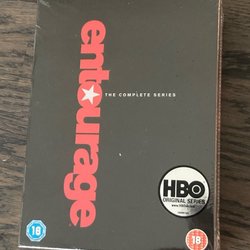 entourage
THE COMPLETE SERIES
HBO
ORIGINAL SERIES
18
18